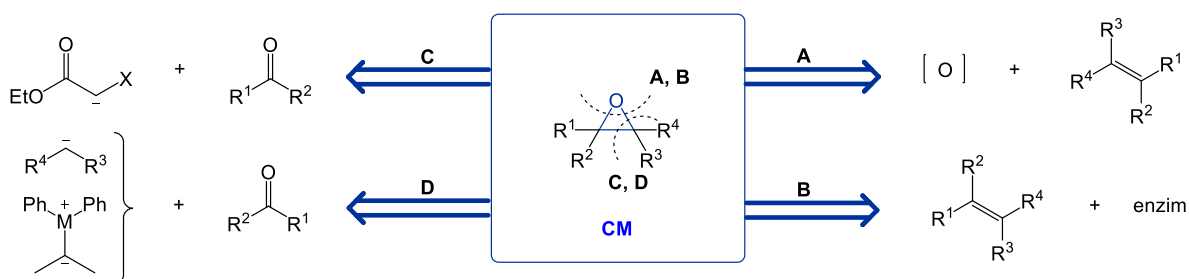 O
EtO
X
–
+
O
R1
R2
C
A
[ O ]
+
R3
R4
R1
R2
O
A, B
R1
R2
R3
R4
C, D
CM
–
R4
R3
Ph
+
Ph
M
–
+
O
R2
R1
D
B
R2
R1
R4
R3
+
enzim